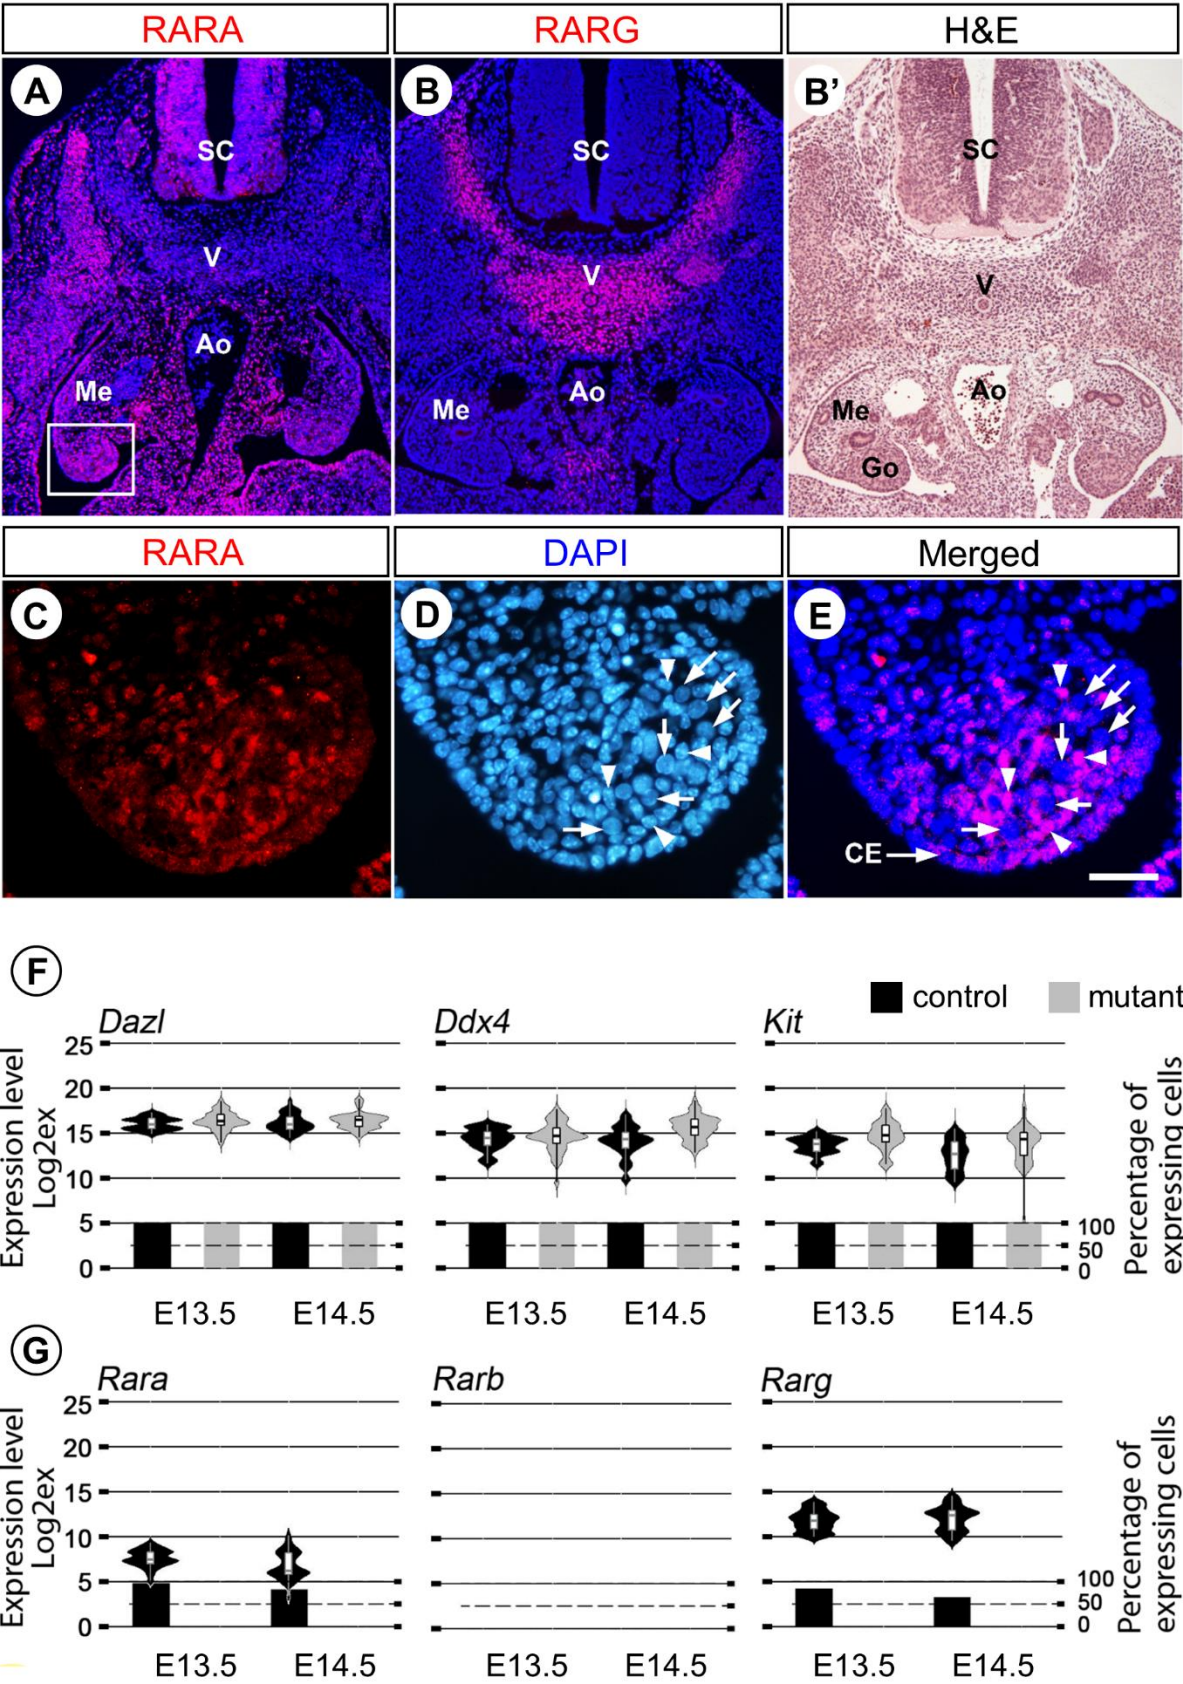 RARA RARG H&E
A B B’
SC SC SC
V V V
Ao Ao Ao
Me Me Me
Go
RARA DAPI Merged
C D E
CE
F
control mutant
Dazl Ddx4 Kit
25
20
15
10
5
0
Expression level
Log2ex
100
50
0
Percentage of
expressing cells
E13.5 E14.5 E13.5 E14.5 E13.5 E14.5
G
Rara Rarb Rarg
25
20
15
10
5
0
Expression level
Log2ex
100
50
0
Percentage of
expressing cells
E13.5 E14.5 E13.5 E14.5 E13.5 E14.5